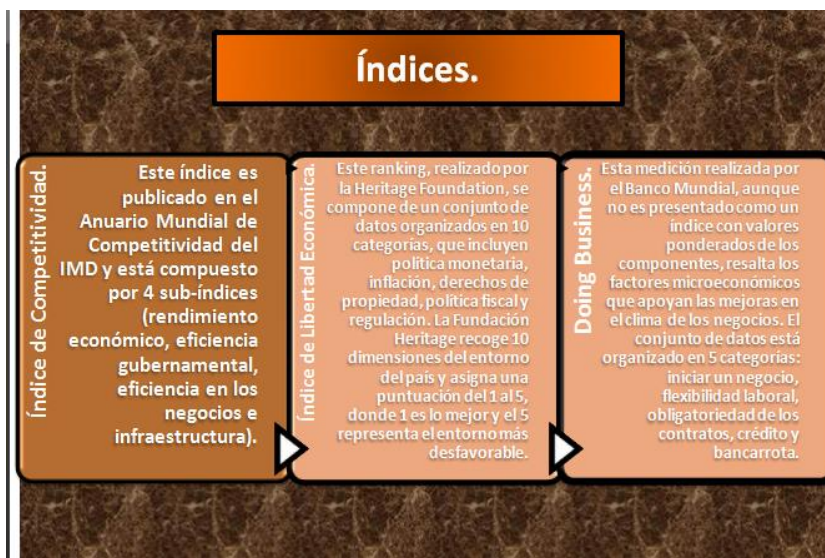 Índices.
Índice de Competitividad.
Este índice es
publicado en el
Anuario Mundial de
Competitividad del
IMD y está compuesto
por 4 sub-índices
(rendimiento
económico, eficiencia
gubernamental,
eficiencia en los
negocios e
infraestructura).
Índice de Libertad Económica.
Este ranking, realizado por
la Heritage Foundation, se
compone de un conjunto de
datos organizados en 10
categorías, que incluyen
política monetaria,
inflación, derechos de
propiedad, política fiscal y
regulación. La Fundación
Heritage recoge 10
dimensiones del entorno
del país y asigna una
puntuación del 1 al 5,
donde 1 es lo mejor y el 5
representa el entorno más
desfavorable.
Doing Business.
Esta medición realizada por
el Banco Mundial, aunque
no es presentado como un
índice con valores
ponderados de los
componentes, resalta los
factores microeconómicos
que apoyan las mejoras en
el clima de los negocios. El
conjunto de datos está
organizado en 5 categorías:
iniciar un negocio,
flexibilidad laboral,
obligatoriedad de los
contratos, crédito y
bancarrota.